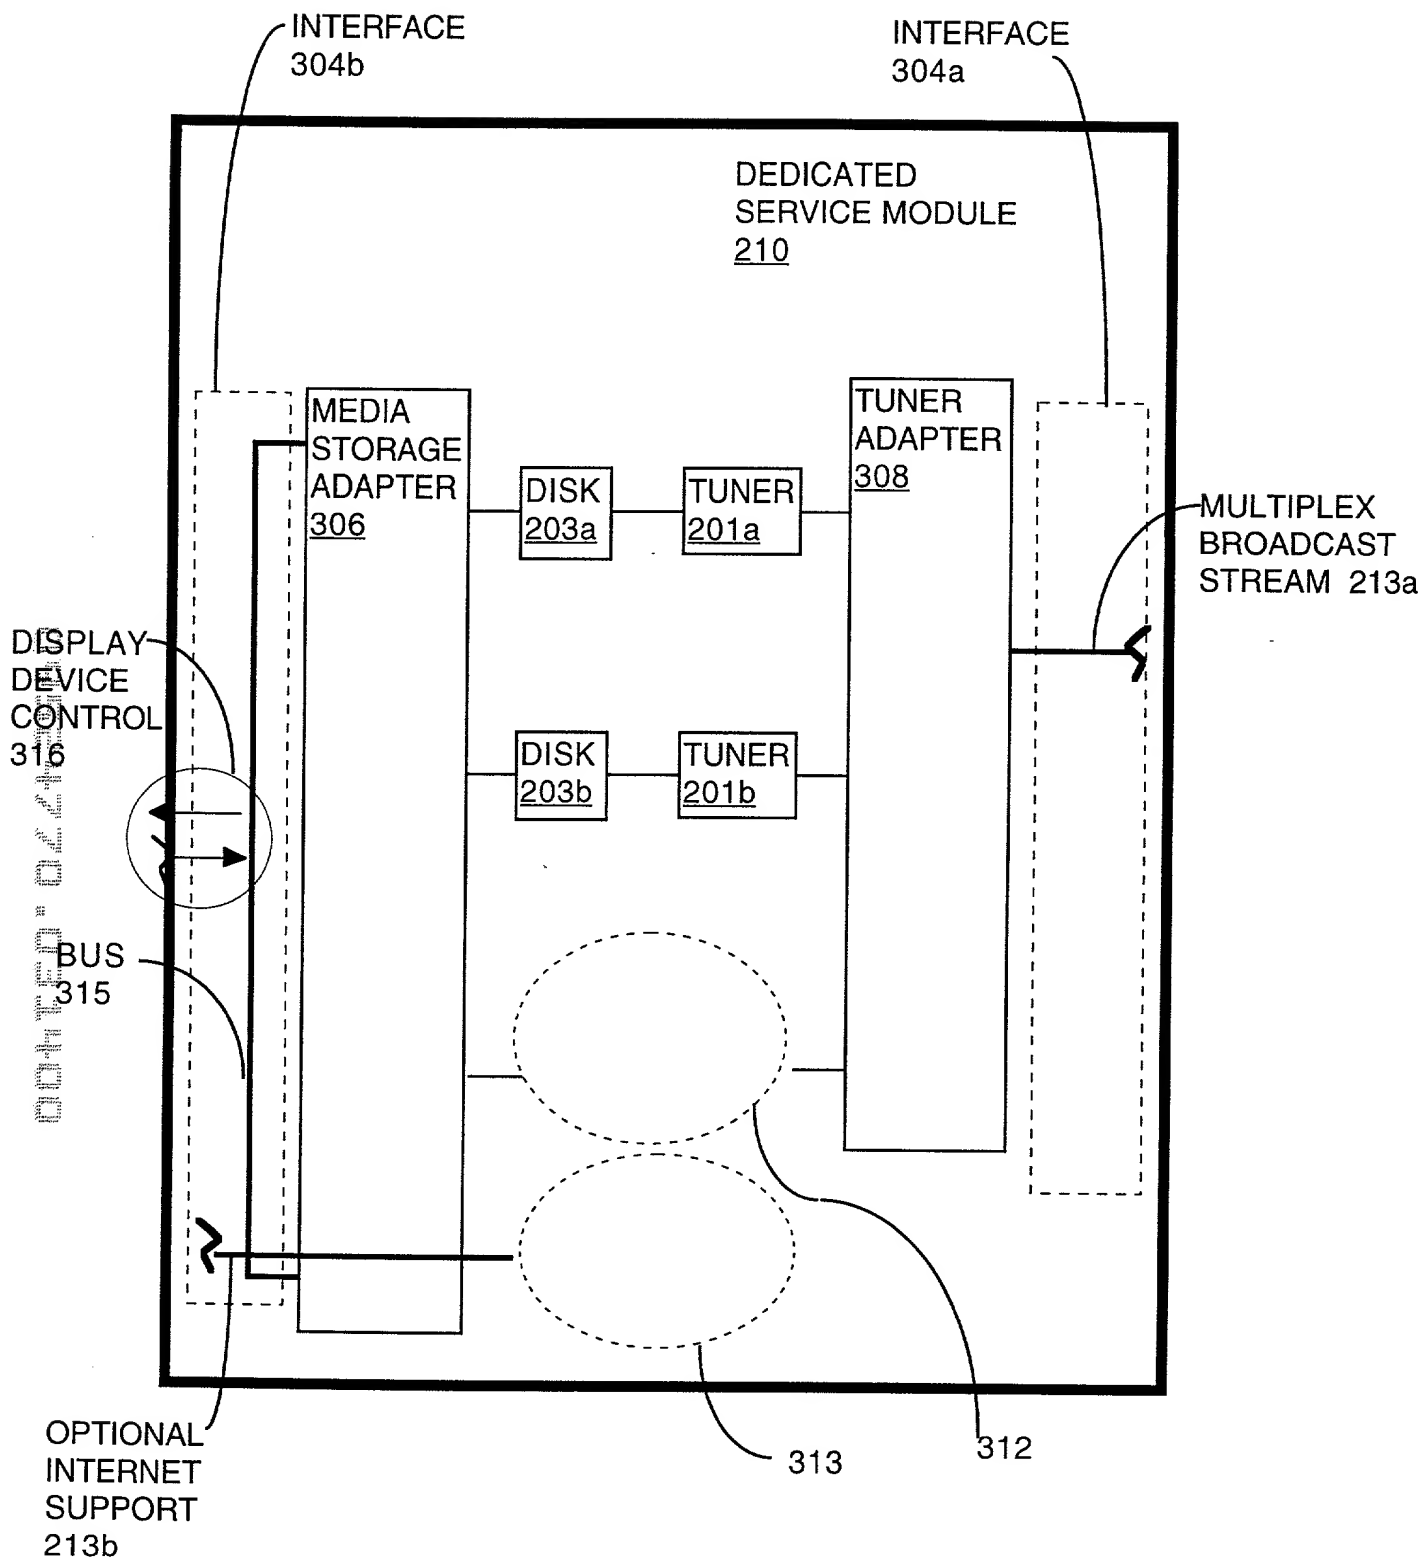 INTERFACE
304b
INTERFACE
304a
DEDICATED
SERVICE MODULE
210
MEDIA
STORAGE
ADAPTER
306
TUNER
ADAPTER
308
DISK
203a
TUNER
201a
MULTIPLEX
BROADCAST
STREAM 213a
DISPLAY
DEVICE
CONTROL
316
DISK
203b
TUNER
201b
BUS
315
OPTIONAL
INTERNET
SUPPORT
213b
313
312